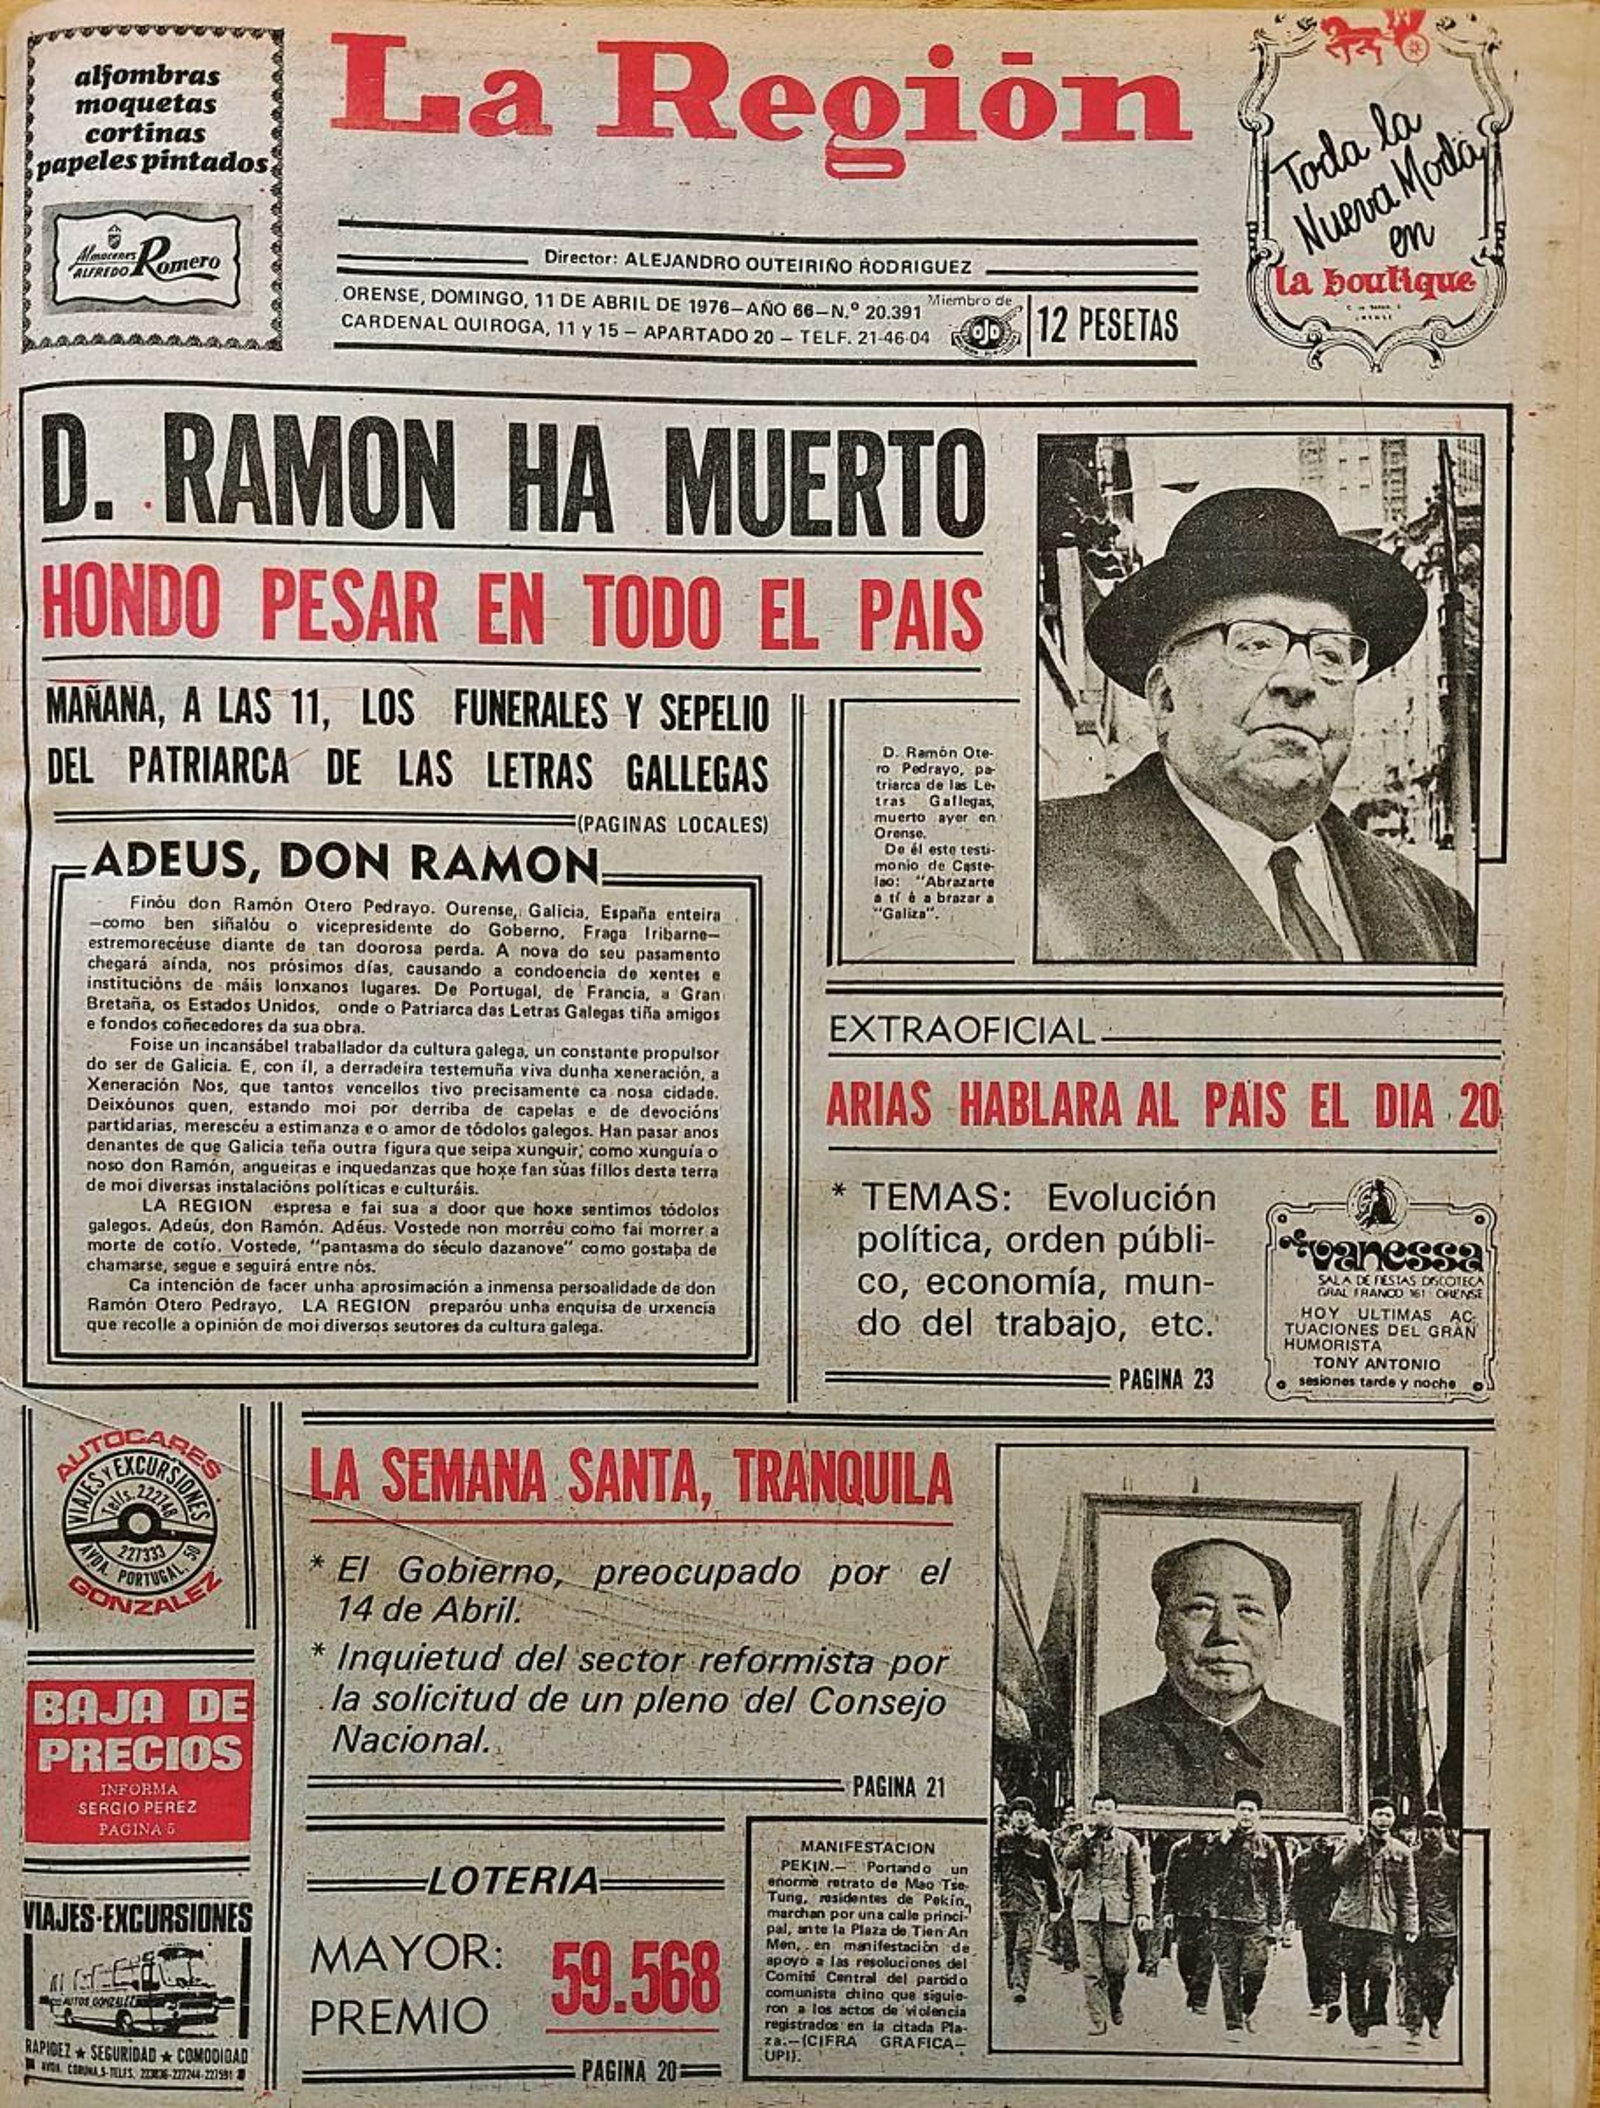 alfombras
moquetas
cortinas
papeles pintados
Almacenes
ALFREDO Romero
La Región
Toda la
Nueva Moda
en
la boutique
Director: ALEJANDRO OUTEIRIÑO RODRIGUEZ
ORENSE, DOMINGO, 11 DE ABRIL DE 1976—AÑO 66—N.º 20.391
CARDENAL QUIROGA, 11 y 15 — APARTADO 20 — TELF. 21-46-04
Miembro de
OJD
12 PESETAS
D. RAMON HA MUERTO
HONDO PESAR EN TODO EL PAIS
MAÑANA, A LAS 11, LOS FUNERALES Y SEPELIO
DEL PATRIARCA DE LAS LETRAS GALLEGAS
(PAGINAS LOCALES)
D. Ramón Ote-
ro Pedrayo, pa-
triarca de las Le-
tras Gallegas,
muerto ayer en
Orense.
De él este testi-
monio de Caste-
lao: "Abrazarte
a tí é a brazar a
"Galiza".
ADEUS, DON RAMON
Finóu don Ramón Otero Pedrayo. Ourense, Galicia, España enteira
—como ben siñalóu o vicepresidente do Goberno, Fraga Iribarne—
estremorecéuse diante de tan doorosa perda. A nova do seu pasamento
chegará aínda, nos prósimos días, causando a condoencia de xentes e
institucións de máis lonxanos lugares. De Portugal, de Francia, a Gran
Bretaña, os Estados Unidos, onde o Patriarca das Letras Galegas tiña amigos
e fondos coñecedores da sua obra.
Foise un incansábel traballador da cultura galega, un constante propulsor
do ser de Galicia. E, con íl, a derradeira testemuña viva dunha xeneración, a
Xeneración Nos, que tantos vencellos tivo precisamente ca nosa cidade.
Deixóunos quen, estando moi por derriba de capelas e de devocións
partidarias, merescéu a estimanza e o amor de tódolos galegos. Han pasar anos
denantes de que Galicia teña outra figura que seipa xunguir, como xunguía o
noso don Ramón, angueiras e inquedanzas que hoxe fan súas fillos desta terra
de moi diversas instalacións políticas e culturáis.
LA REGION espresa e fai sua a door que hoxe sentimos tódolos
galegos. Adeús, don Ramón. Adéus. Vostede non morréu como fai morrer a
morte de cotío. Vostede, "pantasma do século dazanove" como gostaba de
chamarse, segue e seguirá entre nós.
Ca intención de facer unha aprosimación a inmensa persoalidade de don
Ramón Otero Pedrayo, LA REGION preparóu unha enquisa de urxencia
que recolle a opinión de moi diversos seutores da cultura galega.
EXTRAOFICIAL
ARIAS HABLARA AL PAIS EL DIA 20
* TEMAS: Evolución
política, orden públi-
co, economía, mun-
do del trabajo, etc.
PAGINA 23
vanessa
SALA DE FIESTAS DISCOTECA
GRAL FRANCO 161 ORENSE
HOY ULTIMAS AC-
TUACIONES DEL GRAN
HUMORISTA
TONY ANTONIO
sesiones tarde y noche
AUTOCARES
VIAJES Y EXCURSIONES
Telfs. 222748
227333
AVDA. PORTUGAL, 50
GONZALEZ
BAJA DE
PRECIOS
INFORMA
SERGIO PEREZ
PAGINA 5
VIAJES-EXCURSIONES
AUTOS GONZALEZ
RAPIDEZ ★ SEGURIDAD ★ COMODIDAD
AVDA. CORUÑA, 5-TELFS. 223836-227244-227591
LA SEMANA SANTA, TRANQUILA
* El Gobierno, preocupado por el
14 de Abril.
* Inquietud del sector reformista por
la solicitud de un pleno del Consejo
Nacional.
PAGINA 21
LOTERIA
MAYOR:
PREMIO
59.568
PAGINA 20
MANIFESTACION
PEKIN.— Portando un
enorme retrato de Mao Tse-
Tung, residentes de Pekín,
marchan por una calle princi-
pal, ante la Plaza de Tien An
Men, en manifestación de
apoyo a las resoluciones del
Comité Central del partido
comunista chino que siguie-
ron a los actos de violencia
registrados en la citada Pla-
za.—(CIFRA GRAFICA—
UPI).